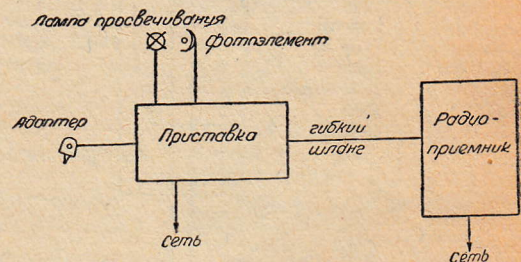 Лампа просвечивания
фотоэлемент
Адаптер
Приставка
гибкий
шланг
Радио-
приемник
сеть
сеть